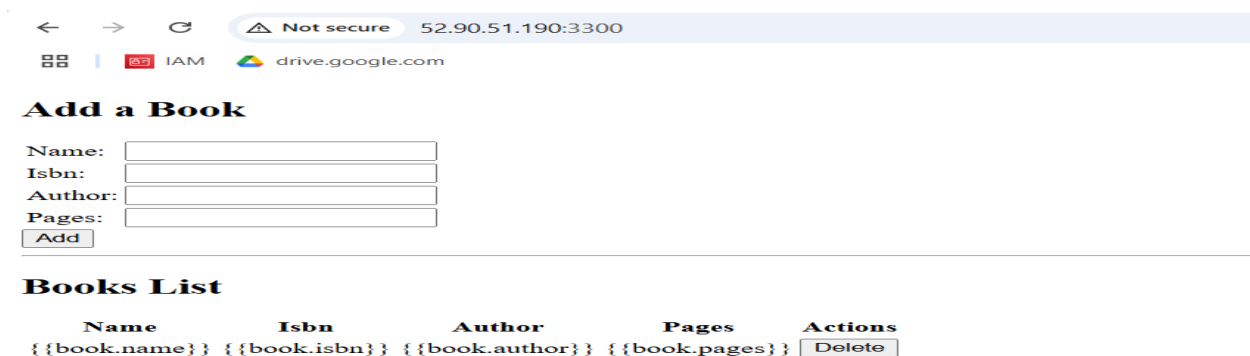 Not secure 52.90.51.190:3300
IAM drive.google.com
Add a Book
Name:
Isbn:
Author:
Pages:
Add
Books List
Name Isbn Author Pages Actions
{{book.name}} {{book.isbn}} {{book.author}} {{book.pages}} Delete